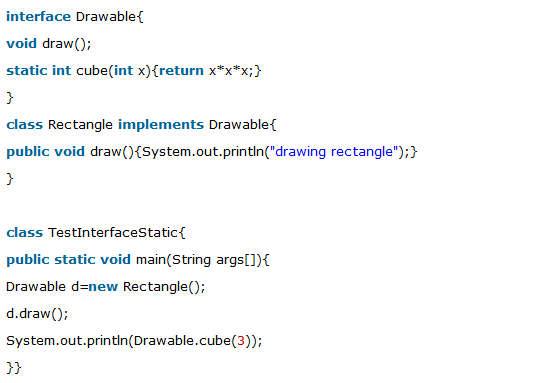 interface Drawable{
void draw();
static int cube(int x){return x*x*x;}
}
class Rectangle implements Drawable{
public void draw(){System.out.println("drawing rectangle");}
}
class TestInterfaceStatic{
public static void main(String args[]){
Drawable d=new Rectangle();
d.draw();
System.out.println(Drawable.cube(3));
}}